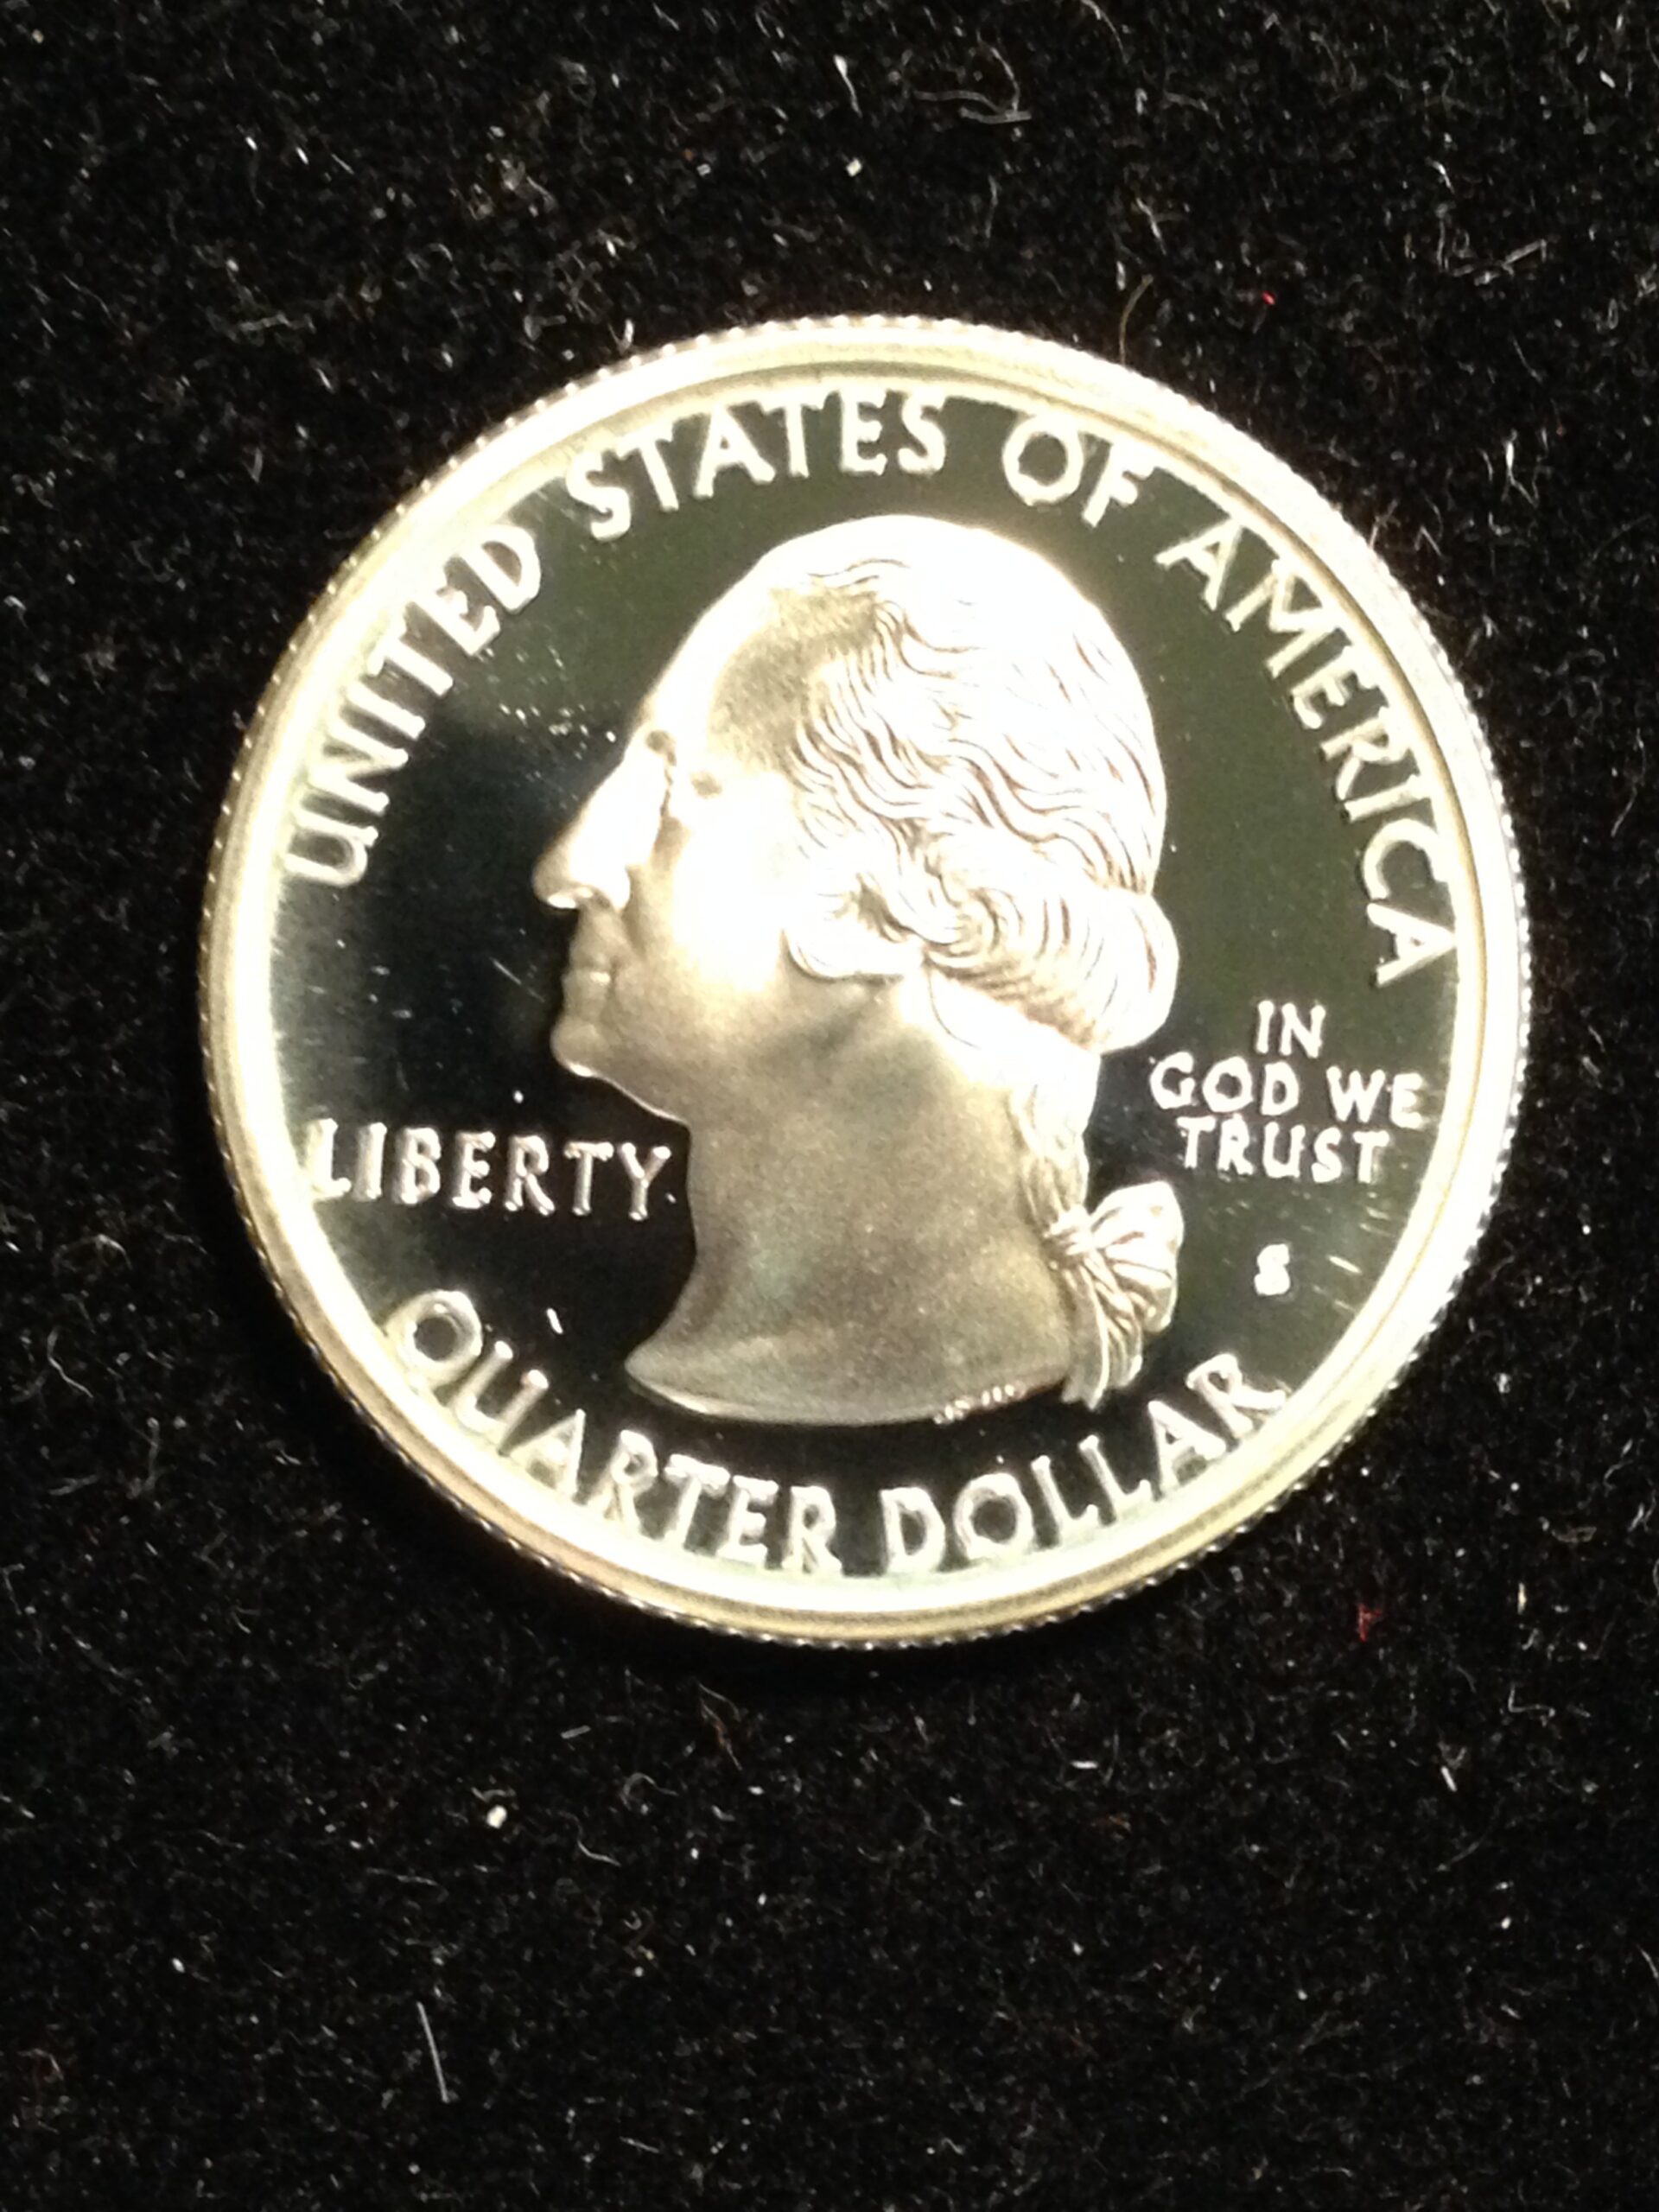 UNITED STATES OF AMERICA
LIBERTY
IN
GOD WE
TRUST
S
QUARTER DOLLAR